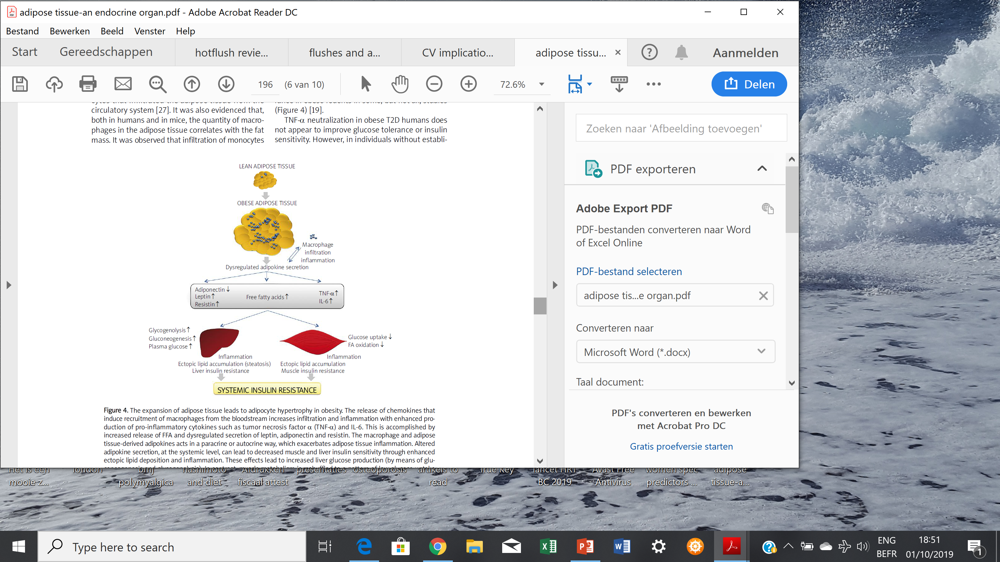 adipose tissue-an endocrine organ.pdf - Adobe Acrobat Reader DC
Bestand Bewerken Beeld Venster Help
Start Gereedschappen hotflush revie... flushes and a... CV implicatio... adipose tissu... Aanmelden
196 (6 van 10) 72.6% Delen
circulatory system [27]. It was also evidenced that,
both in humans and in mice, the quantity of macro-
phages in the adipose tissue correlates with the fat
mass. It was observed that infiltration of monocytes
(Figure 4) [19].
TNF-α neutralization in obese T2D humans does
not appear to improve glucose tolerance or insulin
sensitivity. However, in individuals without establi-
LEAN ADIPOSE TISSUE
OBESE ADIPOSE TISSUE
Macrophage
infiltration
inflammation
Dysregulated adipokine secretion
Adiponectin ↓
Leptin ↑
Resistin ↑
Free fatty acids ↑
TNF-α ↑
IL-6 ↑
Glycogenolysis ↑
Gluconeogenesis ↑
Plasma glucose ↑
Glucose uptake ↓
FA oxidation ↓
Inflammation
Ectopic lipid accumulation (steatosis)
Liver insulin resistance
Inflammation
Ectopic lipid accumulation
Muscle insulin resistance
SYSTEMIC INSULIN RESISTANCE
Figure 4. The expansion of adipose tissue leads to adipocyte hypertrophy in obesity. The release of chemokines that
induce recruitment of macrophages from the bloodstream increases infiltration and inflammation with enhanced pro-
duction of pro-inflammatory cytokines such as tumor necrosis factor α (TNF-α) and IL-6. This is accomplished by
increased release of FFA and dysregulated secretion of leptin, adiponectin and resistin. The macrophage and adipose
tissue-derived adipokines acts in a paracrine or autocrine way, which exacerbates adipose tissue inflammation. Altered
adipokine secretion, at the systemic level, can lead to decreased muscle and liver insulin sensitivity through enhanced
ectopic lipid deposition and inflammation. These effects lead to increased liver glucose production (by means of glu-
Zoeken naar 'Afbeelding toevoegen'
PDF exporteren
Adobe Export PDF
PDF-bestanden converteren naar Word
of Excel Online
PDF-bestand selecteren
adipose tis...e organ.pdf
Converteren naar
Microsoft Word (*.docx)
Taal document:
PDF's converteren en bewerken
met Acrobat Pro DC
Gratis proefversie starten
Het is een london bmj hashimoto Afdrukken presentaties osteoporosis artikels to True Key lancet HRT Avast Free women spec adipose
mooie z... polymyalgica and diet fiscaal attest read BC 2019 Antivirus predictors ... tissue-a...
Type here to search
ENG
BEFR
18:51
01/10/2019
1